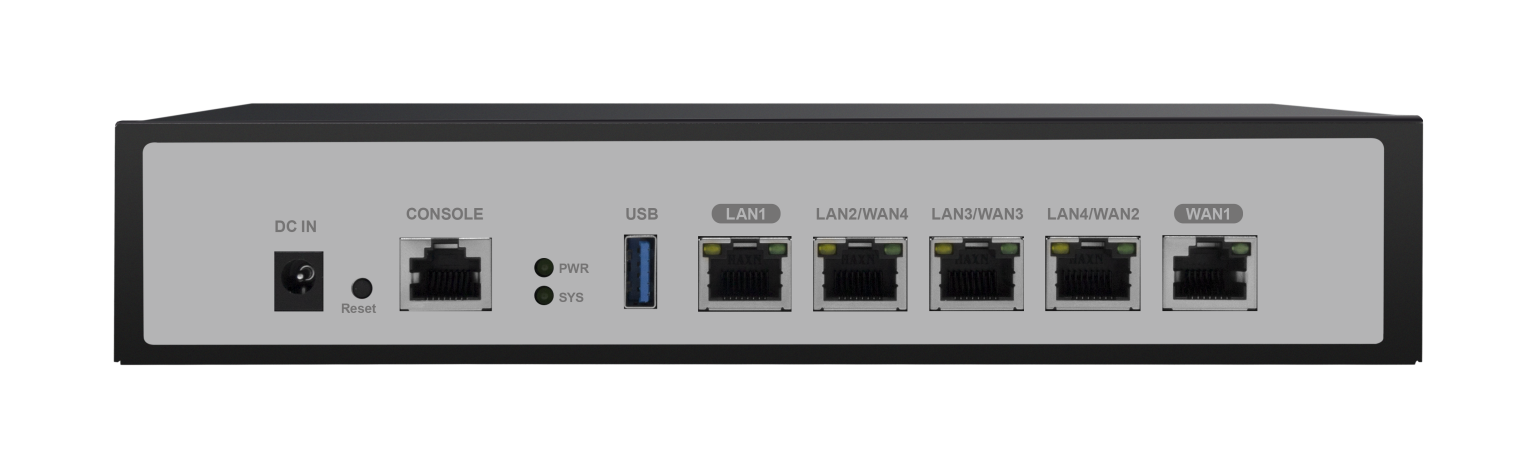 DC IN
Reset
CONSOLE
PWR
SYS
USB
LAN1
LAN2/WAN4
LAN3/WAN3
LAN4/WAN2
WAN1